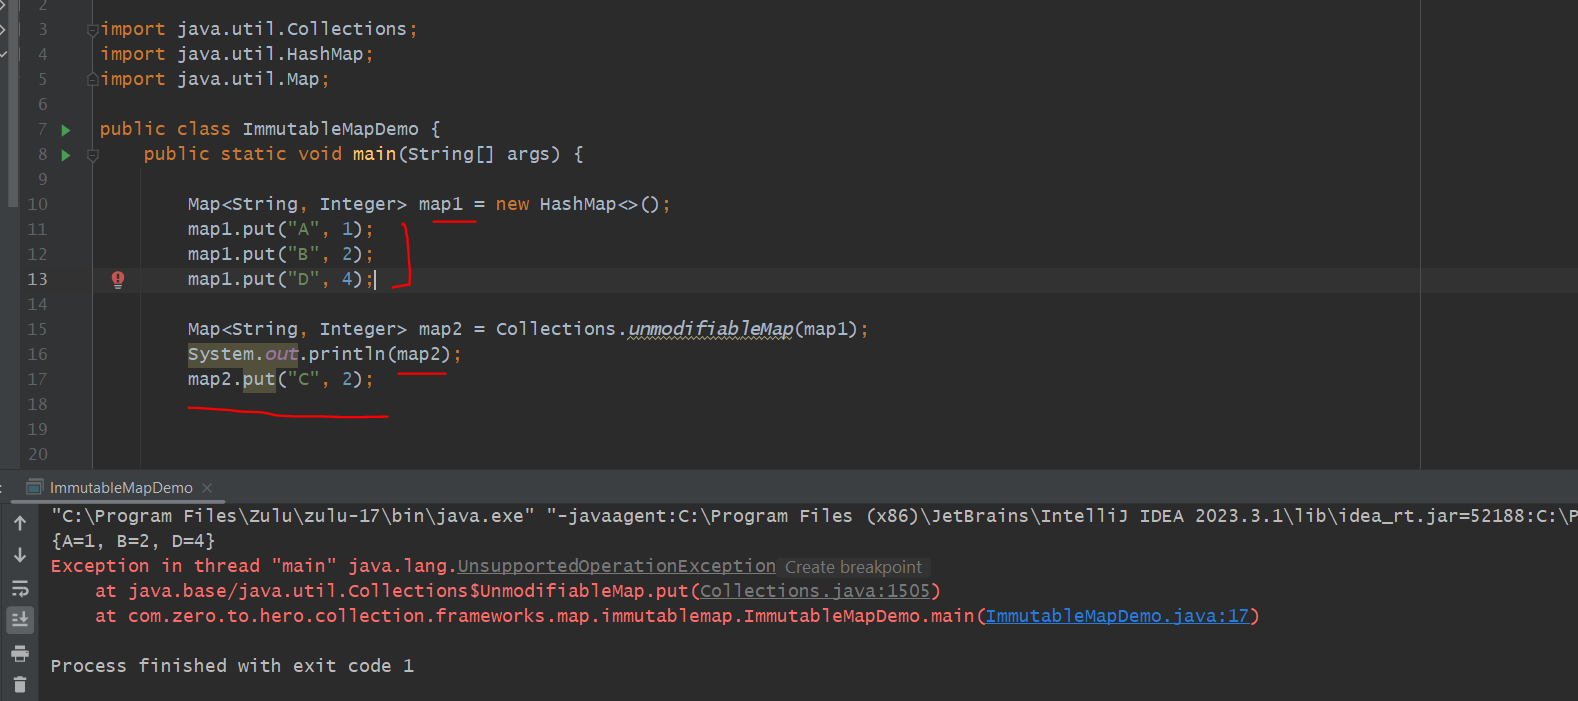 2
3 import java.util.Collections;
4 import java.util.HashMap;
5 import java.util.Map;
6
7 public class ImmutableMapDemo {
8 public static void main(String[] args) {
9
10 Map<String, Integer> map1 = new HashMap<>();
11 map1.put("A", 1);
12 map1.put("B", 2);
13 map1.put("D", 4);
14
15 Map<String, Integer> map2 = Collections.unmodifiableMap(map1);
16 System.out.println(map2);
17 map2.put("C", 2);
18
19
20
: ImmutableMapDemo ×
"C:\Program Files\Zulu\zulu-17\bin\java.exe" "-javaagent:C:\Program Files (x86)\JetBrains\IntelliJ IDEA 2023.3.1\lib\idea_rt.jar=52188:C:\P
{A=1, B=2, D=4}
Exception in thread "main" java.lang.UnsupportedOperationException Create breakpoint
at java.base/java.util.Collections$UnmodifiableMap.put(Collections.java:1505)
at com.zero.to.hero.collection.frameworks.map.immutablemap.ImmutableMapDemo.main(ImmutableMapDemo.java:17)
Process finished with exit code 1